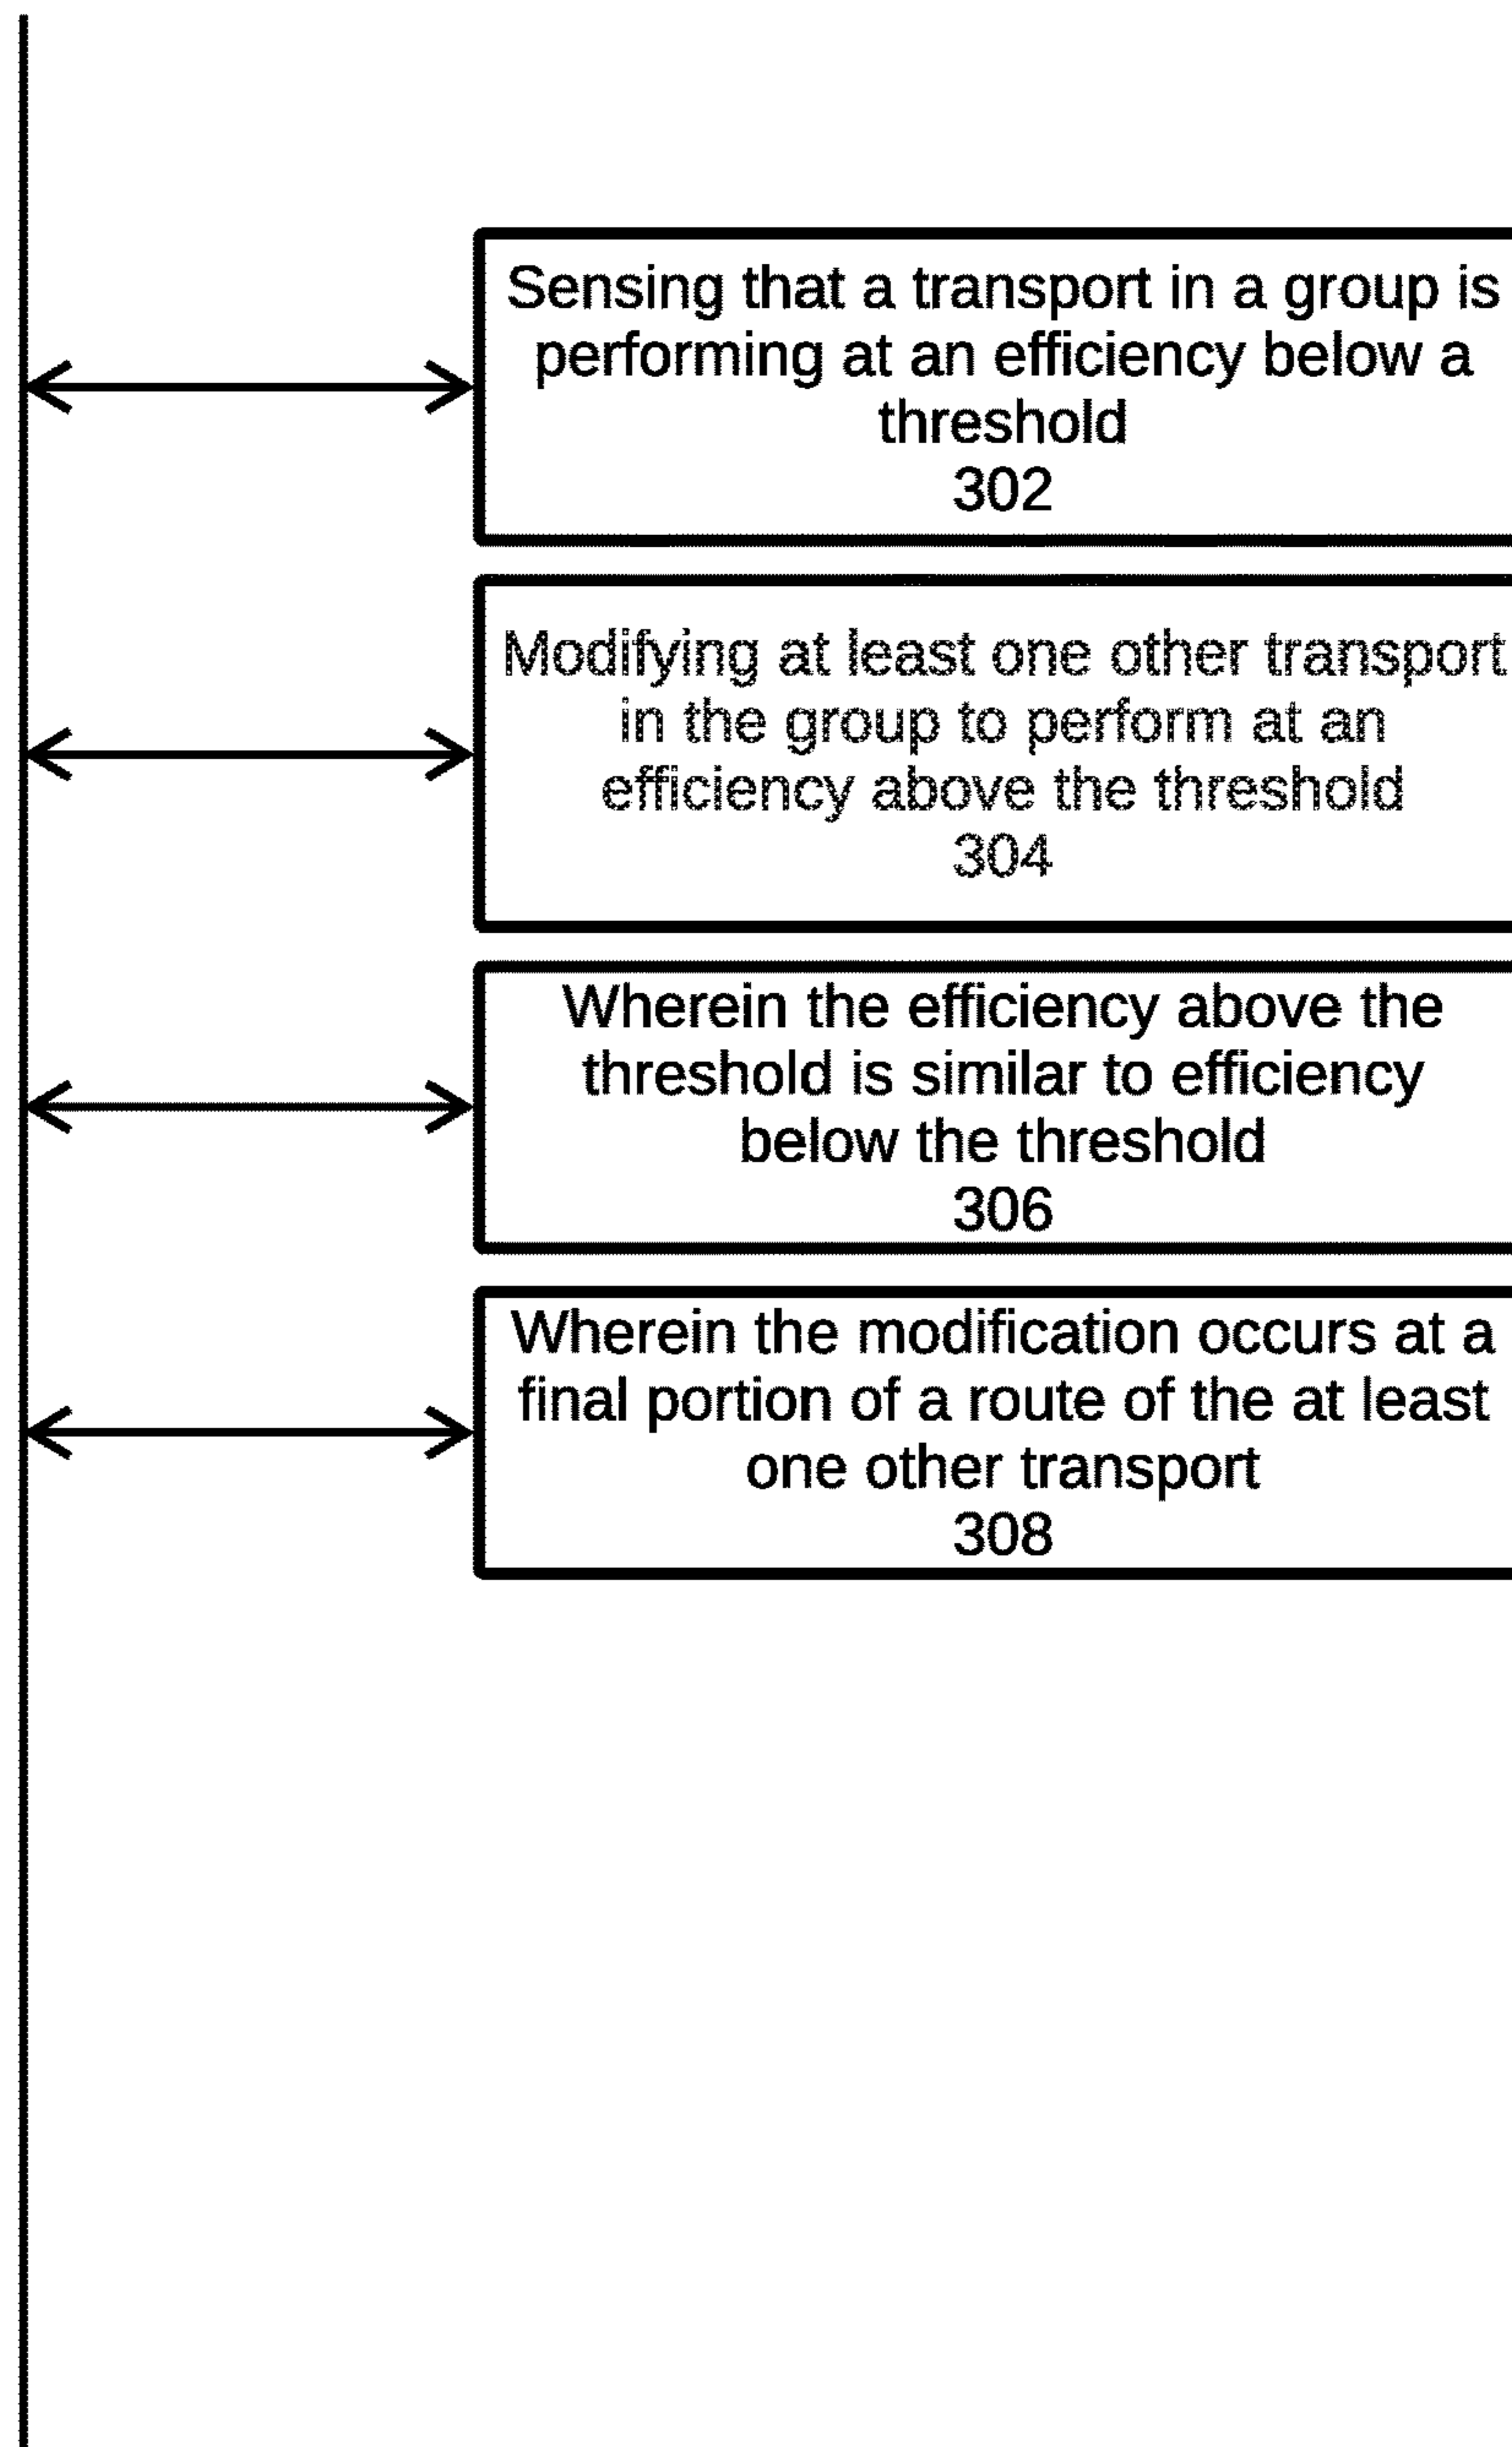 Sensing that a transport in a group is
performing at an efficiency below a
threshold
302
Modifying at least one other transport
in the group to perform at an
efficiency above the threshold
304
Wherein the efficiency above the
threshold is similar to efficiency
below the threshold
306
Wherein the modification occurs at a
final portion of a route of the at least
one other transport
308